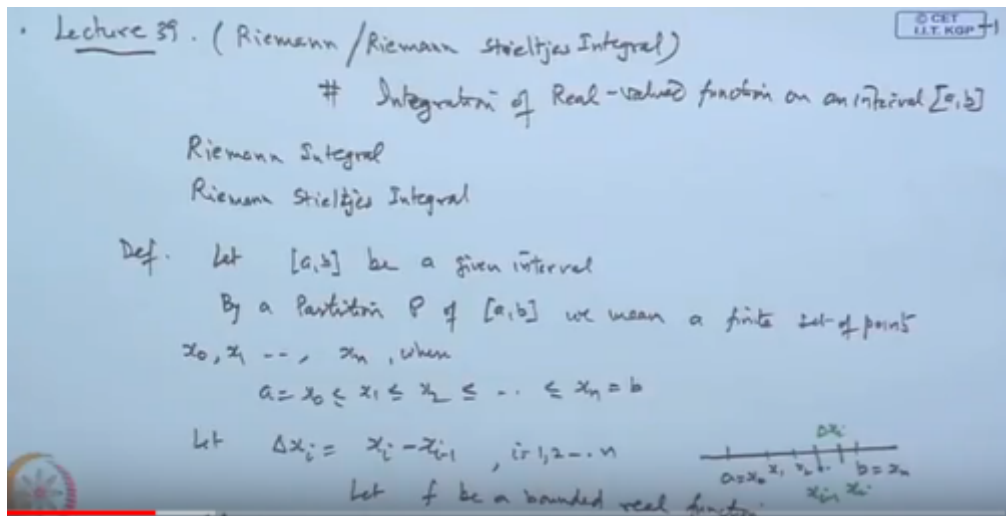 . Lecture 39. (Riemann/Riemann Stieltjes Integral)
© CET
I.I.T. KGP
# Integration of Real-valued function on an interval [a,b]
Riemann Integral
Riemann Stieltjes Integral
Def. Let [a,b] be a given interval
By a Partition P of [a,b] we mean a finite set of points
x₀, x₁ --, xₙ, when
a = x₀ ≤ x₁ ≤ x₂ ≤ .. ≤ xₙ = b
Let Δxᵢ = xᵢ - xᵢ₋₁ , i=1,2-..n
Δxᵢ
a=x₀ x₁ x₂ b=xₙ
xᵢ₋₁ xᵢ
Let f be a bounded real function